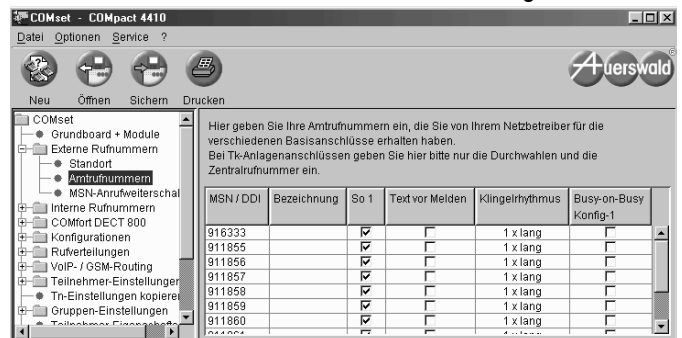 COMset - COMpact 4410
Datei Optionen Service ?
Auerswald
®
Neu Öffnen Sichern Drucken
COMset
Grundboard + Module
Externe Rufnummern
Standort
Amtrufnummern
MSN-Anrufweiterschal
Interne Rufnummern
COMfort DECT 800
Konfigurationen
Rufverteilungen
VoIP- / GSM-Routing
Teilnehmer-Einstellunger
Tn-Einstellungen kopierer
Gruppen-Einstellungen
Hier geben Sie Ihre Amtrufnummern ein, die Sie von Ihrem Netzbetreiber für die
verschiedenen Basisanschlüsse erhalten haben.
Bei Tk-Anlagenanschlüssen geben Sie hier bitte nur die Durchwahlen und die
Zentralrufnummer ein.
MSN / DDI Bezeichnung So 1 Text vor Melden Klingelrhythmus Busy-on-Busy
Konfig-1
916333 1 x lang
911855 1 x lang
911856 1 x lang
911857 1 x lang
911858 1 x lang
911859 1 x lang
911860 1 x lang